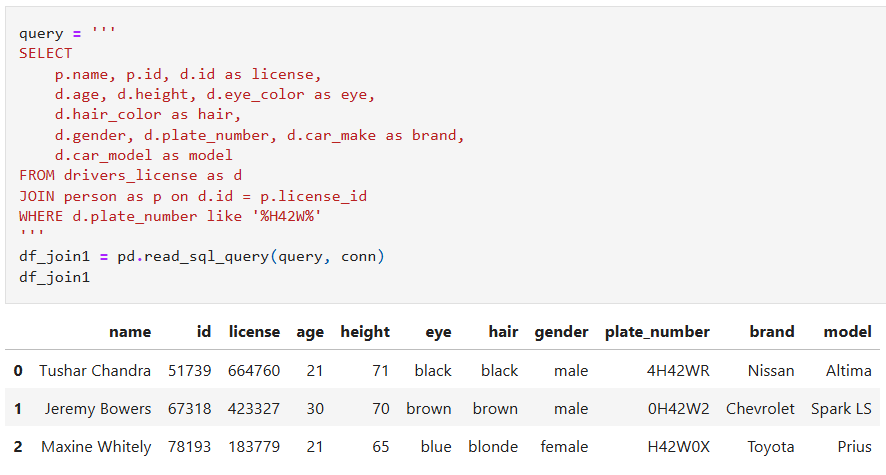 query = '''
SELECT
    p.name, p.id, d.id as license,
    d.age, d.height, d.eye_color as eye,
    d.hair_color as hair,
    d.gender, d.plate_number, d.car_make as brand,
    d.car_model as model
FROM drivers_license as d
JOIN person as p on d.id = p.license_id
WHERE d.plate_number like '%H42W%'
'''
df_join1 = pd.read_sql_query(query, conn)
df_join1
name id license age height eye hair gender plate_number brand model
0 Tushar Chandra 51739 664760 21 71 black black male 4H42WR Nissan Altima
1 Jeremy Bowers 67318 423327 30 70 brown brown male 0H42W2 Chevrolet Spark LS
2 Maxine Whitely 78193 183779 21 65 blue blonde female H42W0X Toyota Prius